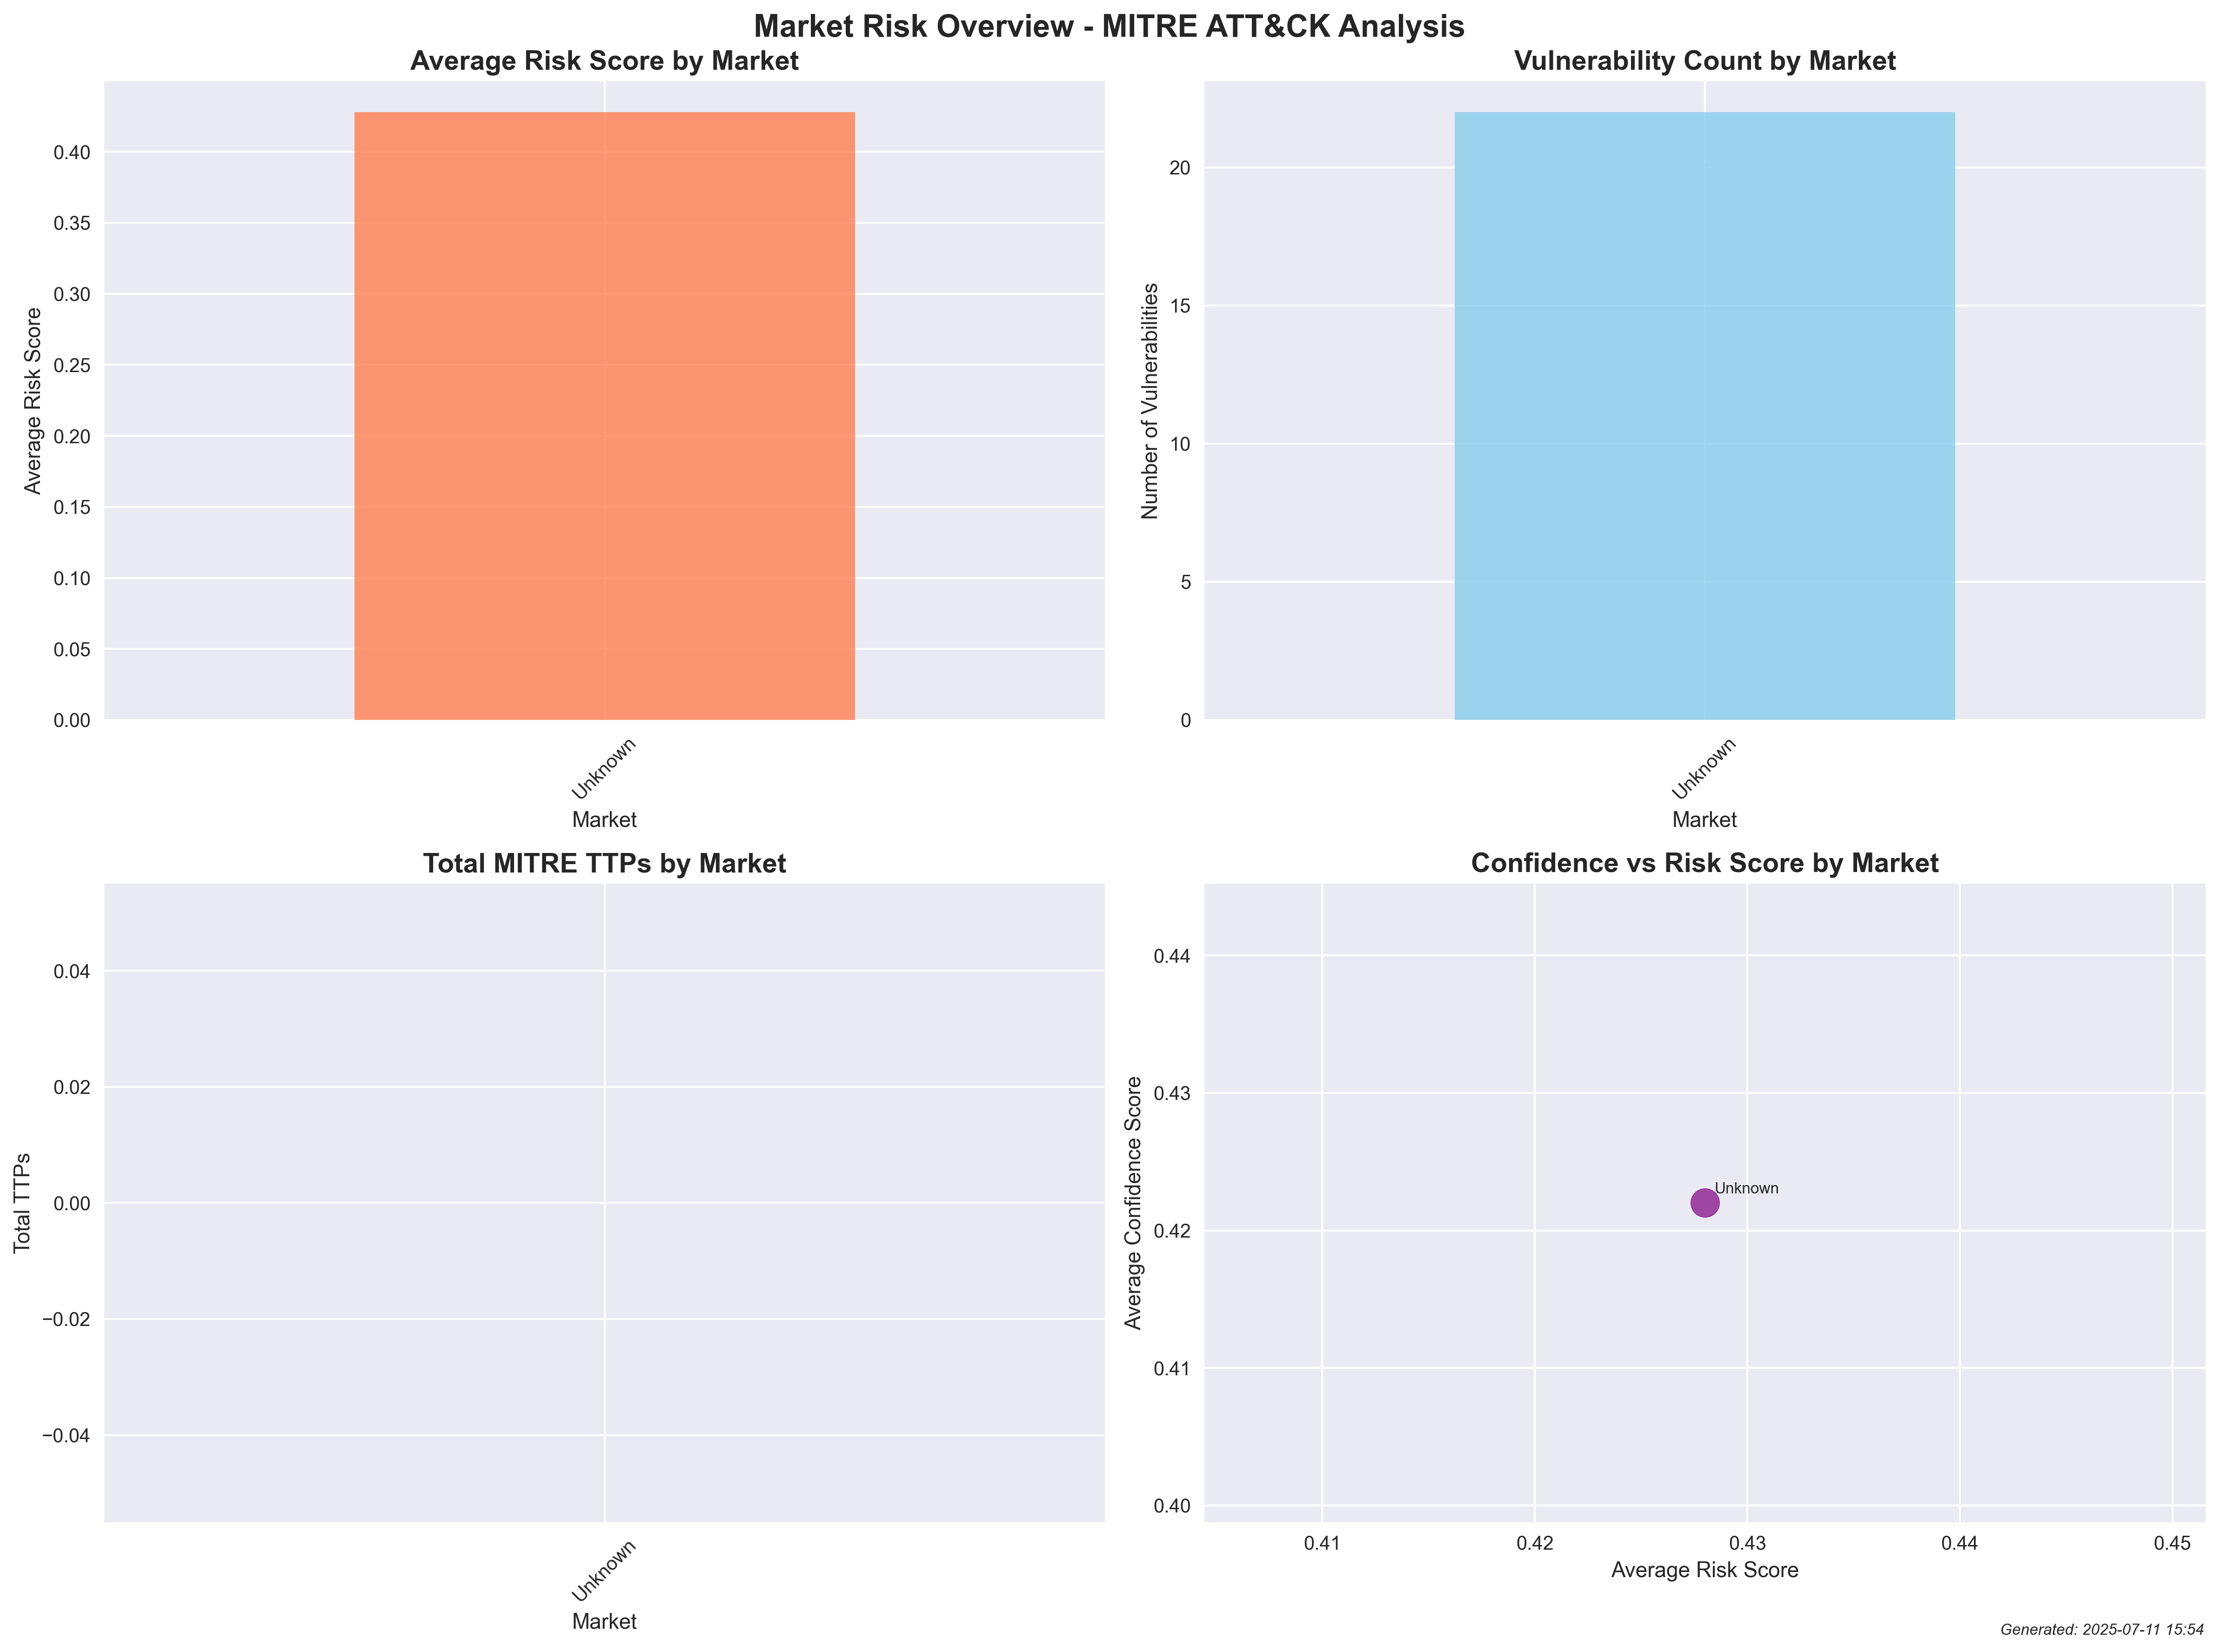 Market Risk Overview - MITRE ATT&CK Analysis
Average Risk Score by Market
0.40
0.35
0.30
0.25
0.20
0.15
0.10
0.05
0.00
Average Risk Score
Unknown
Market
Vulnerability Count by Market
20
15
10
5
0
Number of Vulnerabilities
Unknown
Market
Total MITRE TTPs by Market
0.04
0.02
0.00
−0.02
−0.04
Total TTPs
Unknown
Market
Confidence vs Risk Score by Market
0.44
0.43
0.42
0.41
0.40
Average Confidence Score
Unknown
0.41 0.42 0.43 0.44 0.45
Average Risk Score
Generated: 2025-07-11 15:54